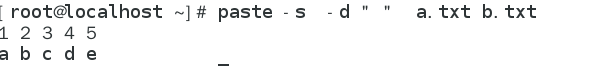 [root@localhost ~]# paste -s  -d " "  a.txt b.txt
1 2 3 4 5
a b c d e